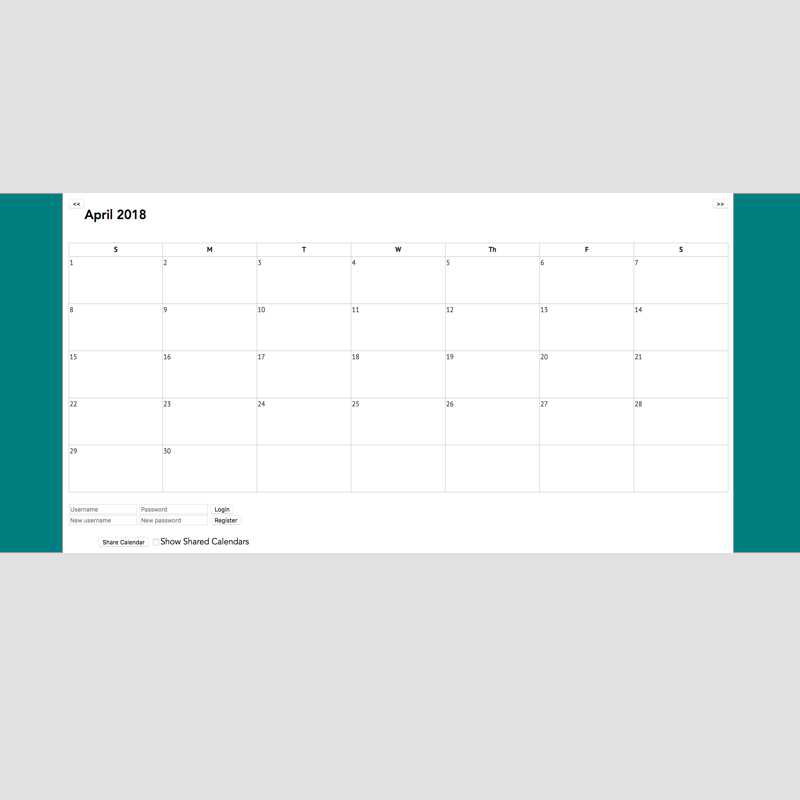 << >>
April 2018
S M T W Th F S
1 2 3 4 5 6 7
8 9 10 11 12 13 14
15 16 17 18 19 20 21
22 23 24 25 26 27 28
29 30
Username Password Login
New username New password Register
Share Calendar Show Shared Calendars